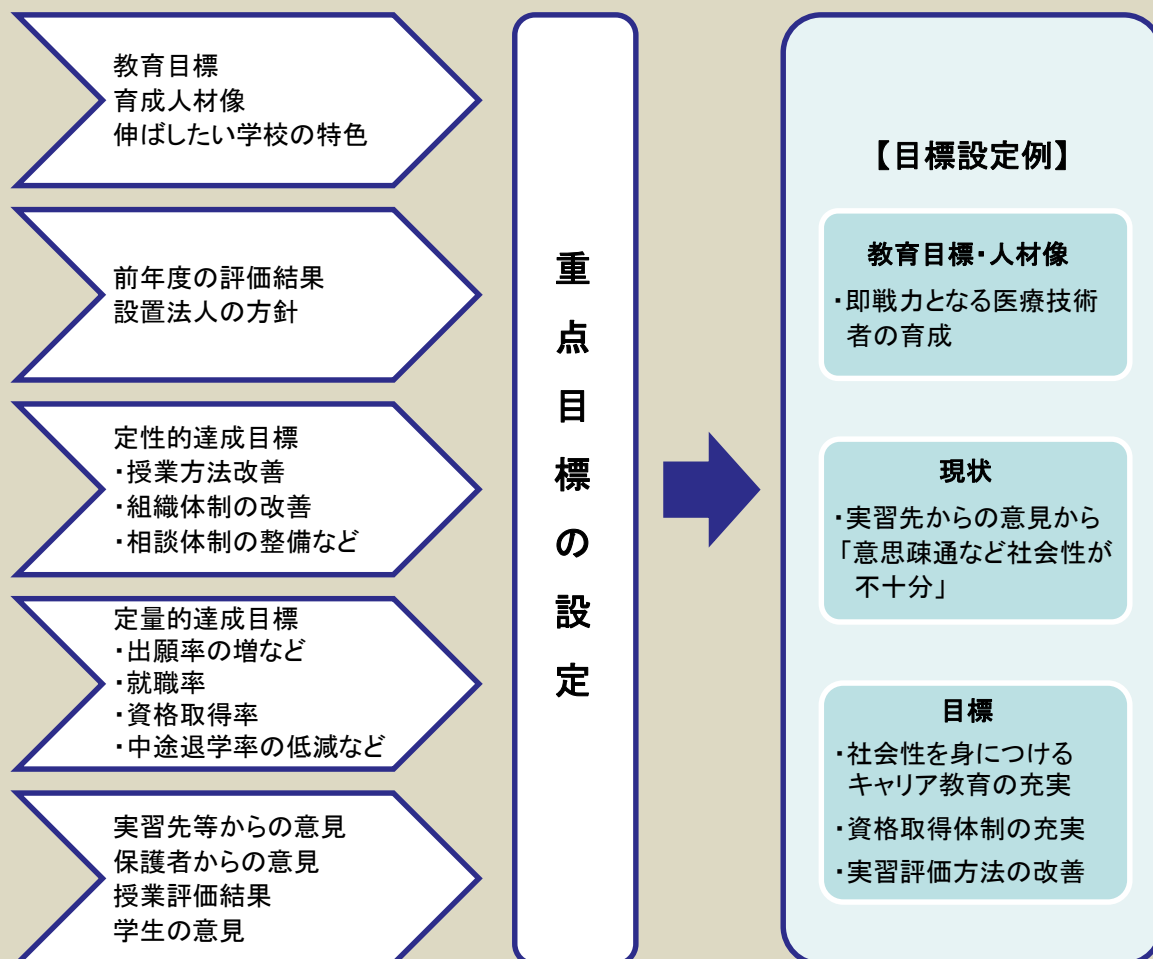 教育目標
育成人材像
伸ばしたい学校の特色
前年度の評価結果
設置法人の方針
定性的達成目標
・授業方法改善
・組織体制の改善
・相談体制の整備など
定量的達成目標
・出願率の増など
・就職率
・資格取得率
・中途退学率の低減など
実習先等からの意見
保護者からの意見
授業評価結果
学生の意見
重点目標の設定
【目標設定例】
教育目標・人材像
・即戦力となる医療技術
者の育成
現状
・実習先からの意見から
「意思疎通など社会性が
不十分」
目標
・社会性を身につける
キャリア教育の充実
・資格取得体制の充実
・実習評価方法の改善